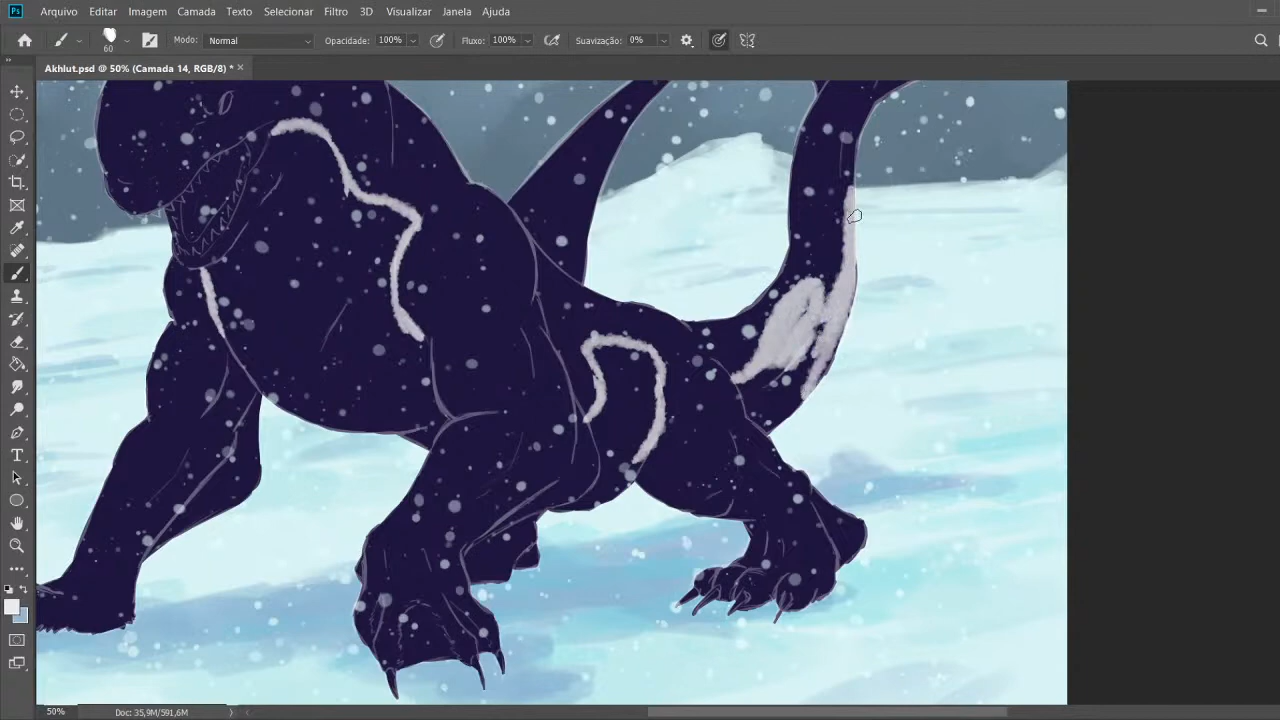 Ps Arquivo Editar Imagem Camada Texto Selecionar Filtro 3D Visualizar Janela Ajuda
60 Modo: Normal Opacidade: 100% Fluxo: 100% Suavização: 0%
Akhlut.psd @ 50% (Camada 14, RGB/8) * ×
T
50% Doc: 35,9M/591,6M